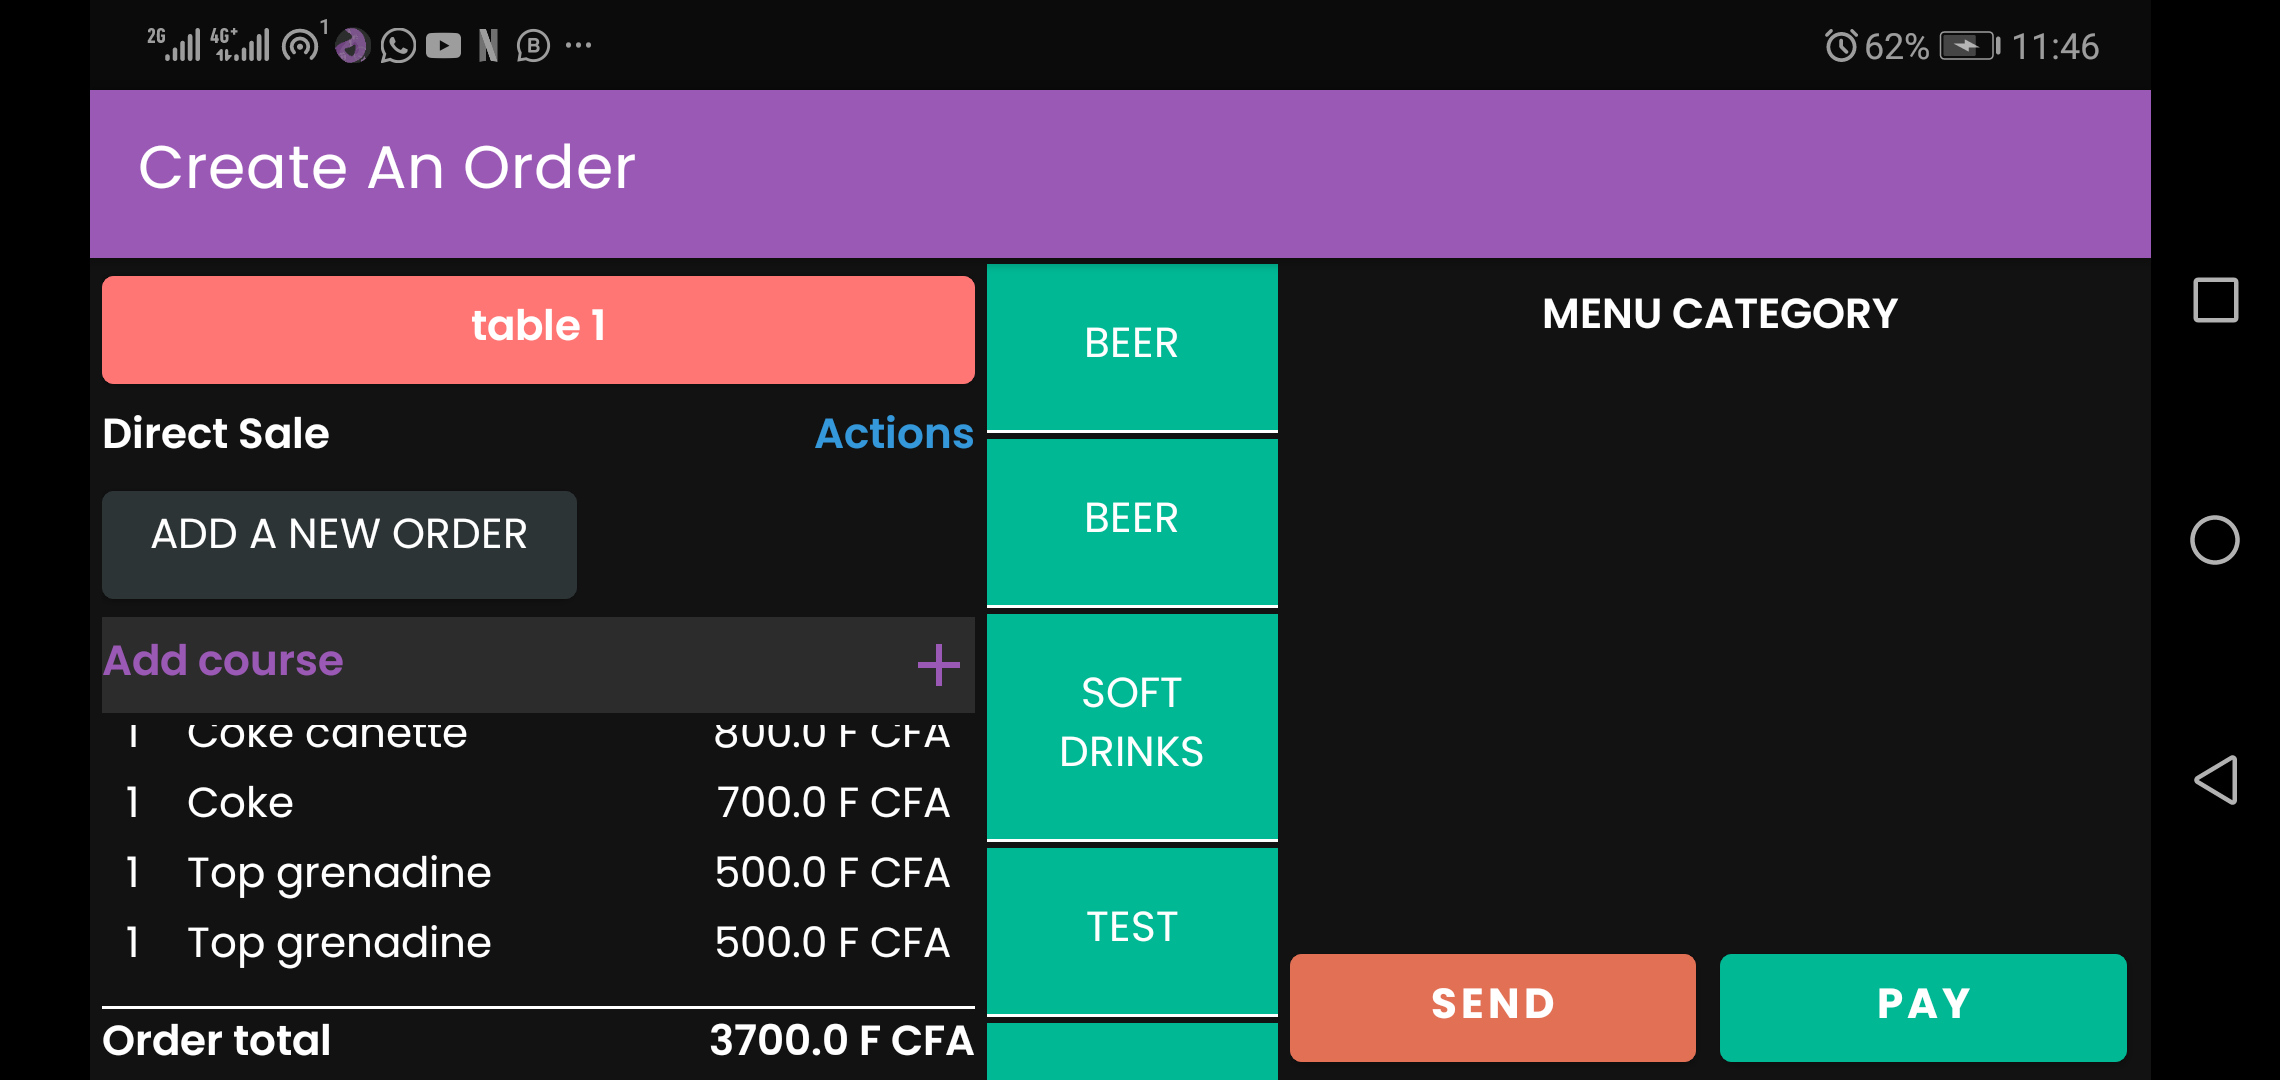 2G 4G+ 1 N B ... 62% 11:46
Create An Order
table 1
Direct Sale Actions
ADD A NEW ORDER
Add course +
1 Coke canette 800.0 F CFA
1 Coke 700.0 F CFA
1 Top grenadine 500.0 F CFA
1 Top grenadine 500.0 F CFA
Order total 3700.0 F CFA
BEER
BEER
SOFT
DRINKS
TEST
MENU CATEGORY
SEND PAY